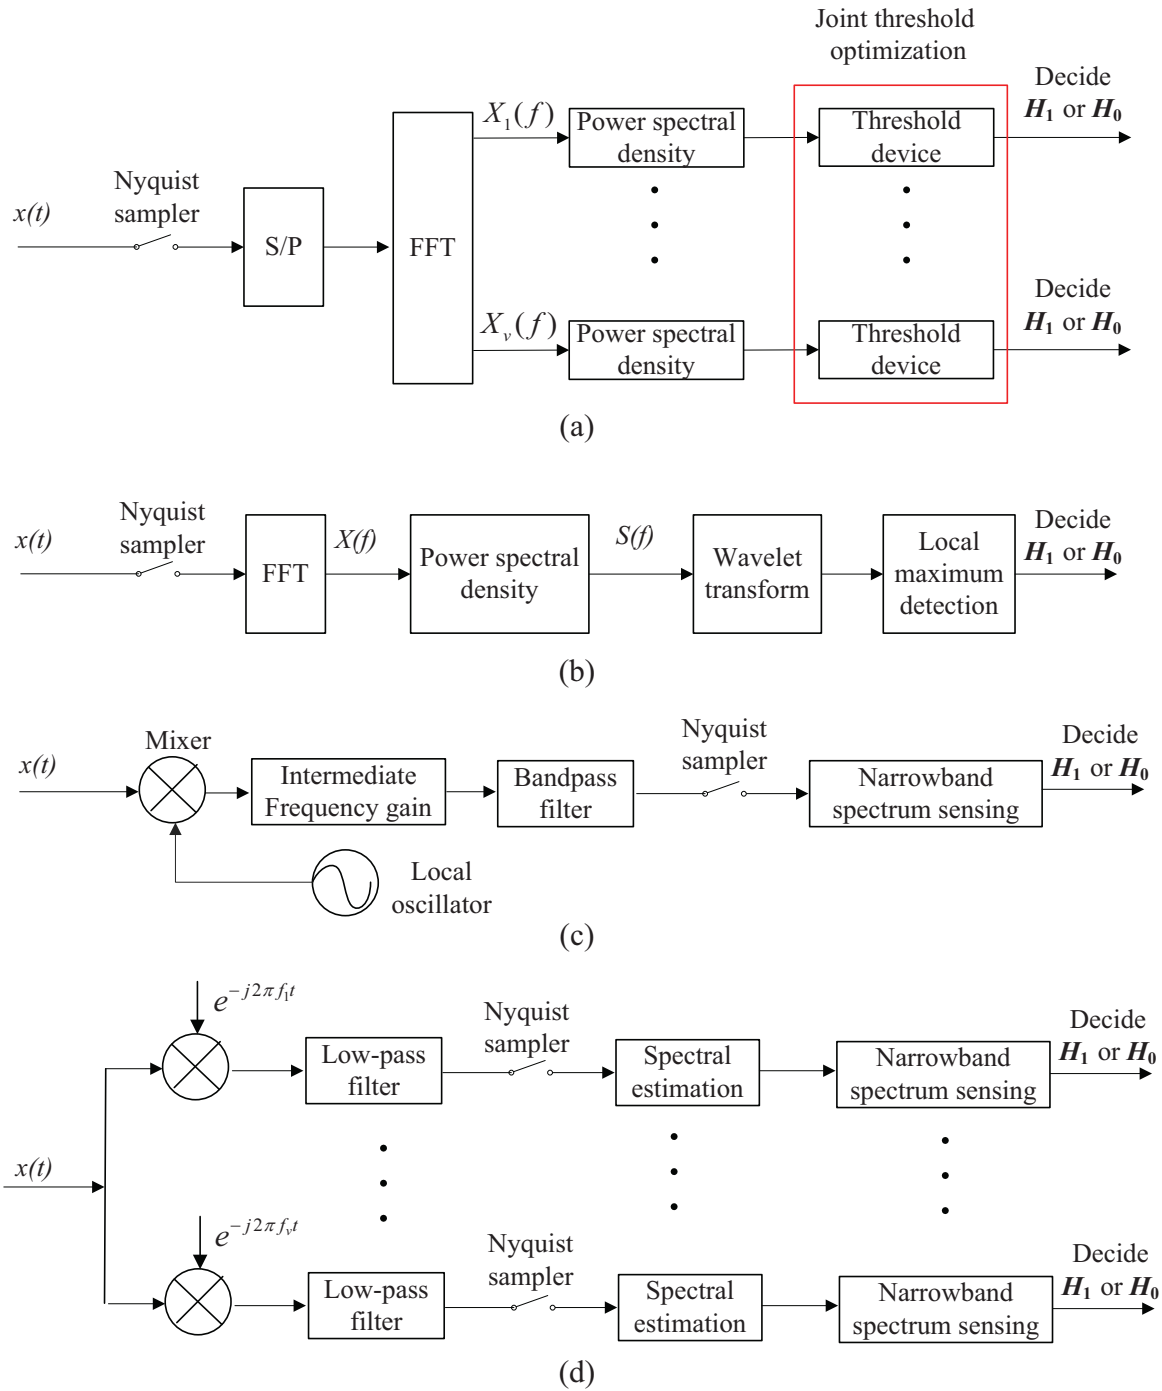 Joint threshold
optimization
Decide
H₁ or H₀
X₁(f)
Power spectral
density
Threshold
device
Nyquist
sampler
x(t)
S/P
FFT
Decide
H₁ or H₀
Xᵥ(f)
Power spectral
density
Threshold
device
(a)
Nyquist
sampler
x(t)
FFT
X(f)
Power spectral
density
S(f)
Wavelet
transform
Local
maximum
detection
Decide
H₁ or H₀
(b)
x(t)
Mixer
Intermediate
Frequency gain
Bandpass
filter
Nyquist
sampler
Narrowband
spectrum sensing
Decide
H₁ or H₀
Local
oscillator
(c)
e^{-j2πf₁t}
Low-pass
filter
Nyquist
sampler
Spectral
estimation
Narrowband
spectrum sensing
Decide
H₁ or H₀
x(t)
e^{-j2πfᵥt}
Low-pass
filter
Nyquist
sampler
Spectral
estimation
Narrowband
spectrum sensing
Decide
H₁ or H₀
(d)